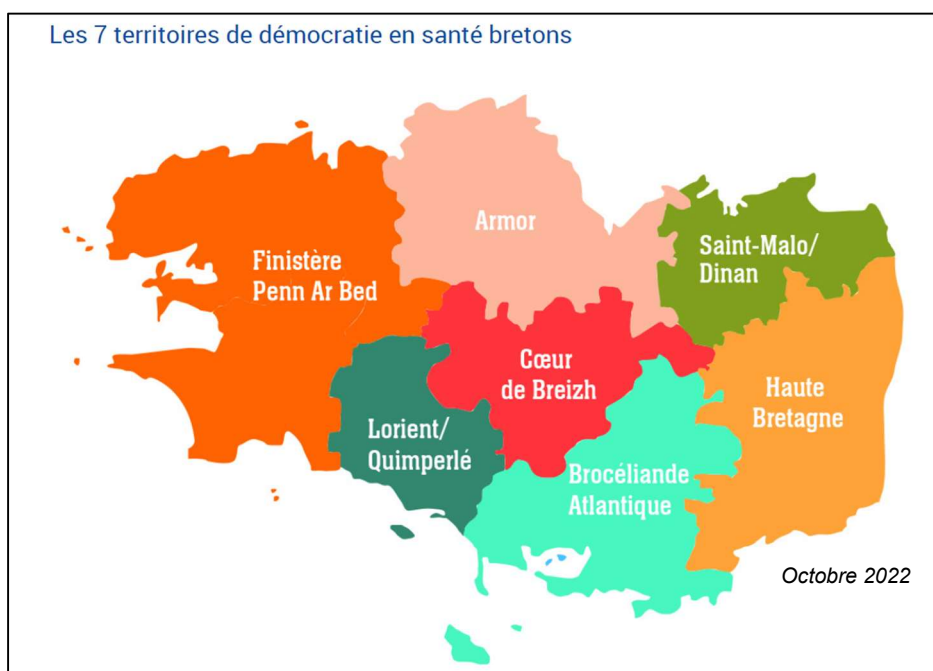 Les 7 territoires de démocratie en santé bretons
Armor
Saint-Malo/
Dinan
Finistère
Penn Ar Bed
Cœur
de Breizh
Haute
Bretagne
Lorient/
Quimperlé
Brocéliande
Atlantique
Octobre 2022